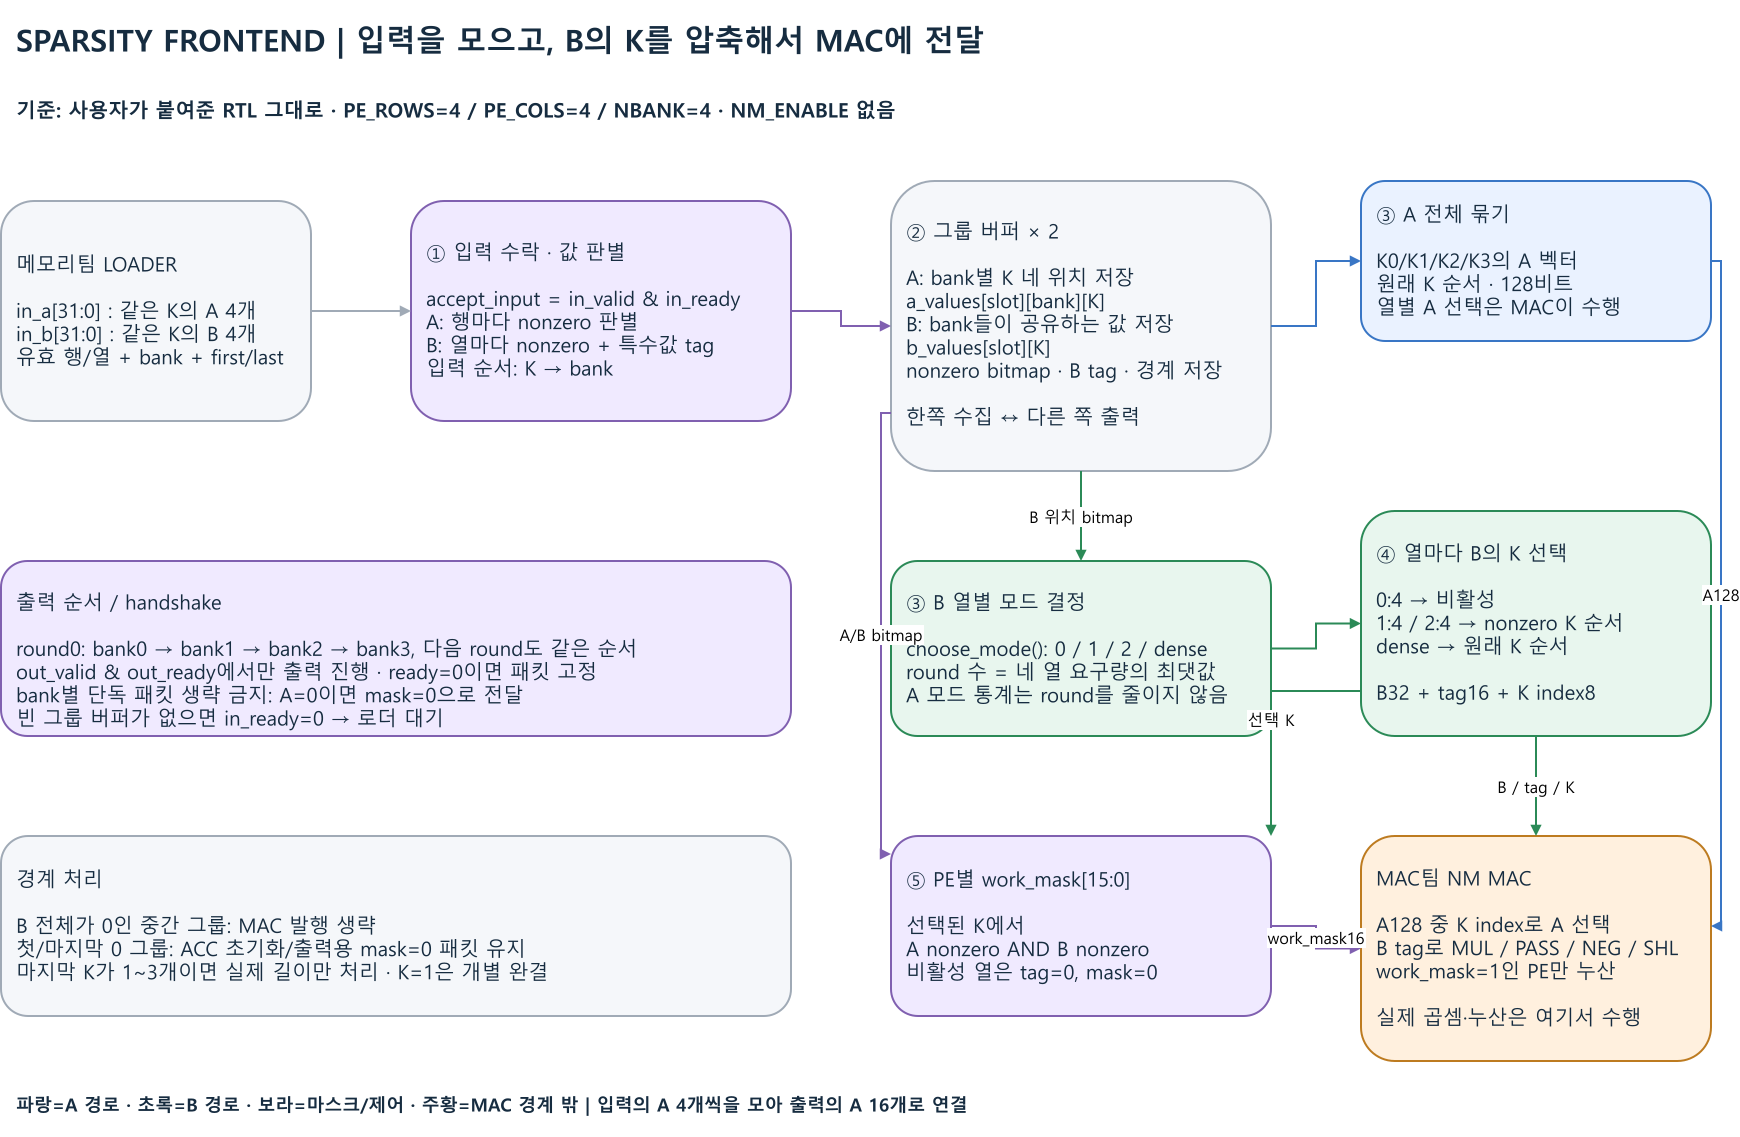 SPARSITY FRONTEND | 입력을 모으고, B의 K를 압축해서 MAC에 전달
기준: 사용자가 붙여준 RTL 그대로 · PE_ROWS=4 / PE_COLS=4 / NBANK=4 · NM_ENABLE 없음
메모리팀 LOADER
in_a[31:0] : 같은 K의 A 4개
in_b[31:0] : 같은 K의 B 4개
유효 행/열 + bank + first/last
① 입력 수락 · 값 판별
accept_input = in_valid & in_ready
A: 행마다 nonzero 판별
B: 열마다 nonzero + 특수값 tag
입력 순서: K → bank
② 그룹 버퍼 × 2
A: bank별 K 네 위치 저장
a_values[slot][bank][K]
B: bank들이 공유하는 값 저장
b_values[slot][K]
nonzero bitmap · B tag · 경계 저장
한쪽 수집 ↔ 다른 쪽 출력
③ A 전체 묶기
K0/K1/K2/K3의 A 벡터
원래 K 순서 · 128비트
열별 A 선택은 MAC이 수행
B 위치 bitmap
A/B bitmap
A128
출력 순서 / handshake
round0: bank0 → bank1 → bank2 → bank3, 다음 round도 같은 순서
out_valid & out_ready에서만 출력 진행 · ready=0이면 패킷 고정
bank별 단독 패킷 생략 금지: A=0이면 mask=0으로 전달
빈 그룹 버퍼가 없으면 in_ready=0 → 로더 대기
③ B 열별 모드 결정
choose_mode(): 0 / 1 / 2 / dense
round 수 = 네 열 요구량의 최댓값
A 모드 통계는 round를 줄이지 않음
④ 열마다 B의 K 선택
0:4 → 비활성
1:4 / 2:4 → nonzero K 순서
dense → 원래 K 순서
B32 + tag16 + K index8
선택 K
B / tag / K
경계 처리
B 전체가 0인 중간 그룹: MAC 발행 생략
첫/마지막 0 그룹: ACC 초기화/출력용 mask=0 패킷 유지
마지막 K가 1~3개이면 실제 길이만 처리 · K=1은 개별 완결
⑤ PE별 work_mask[15:0]
선택된 K에서
A nonzero AND B nonzero
비활성 열은 tag=0, mask=0
work_mask16
MAC팀 NM MAC
A128 중 K index로 A 선택
B tag로 MUL / PASS / NEG / SHL
work_mask=1인 PE만 누산
실제 곱셈·누산은 여기서 수행
파랑=A 경로 · 초록=B 경로 · 보라=마스크/제어 · 주황=MAC 경계 밖 | 입력의 A 4개씩을 모아 출력의 A 16개로 연결